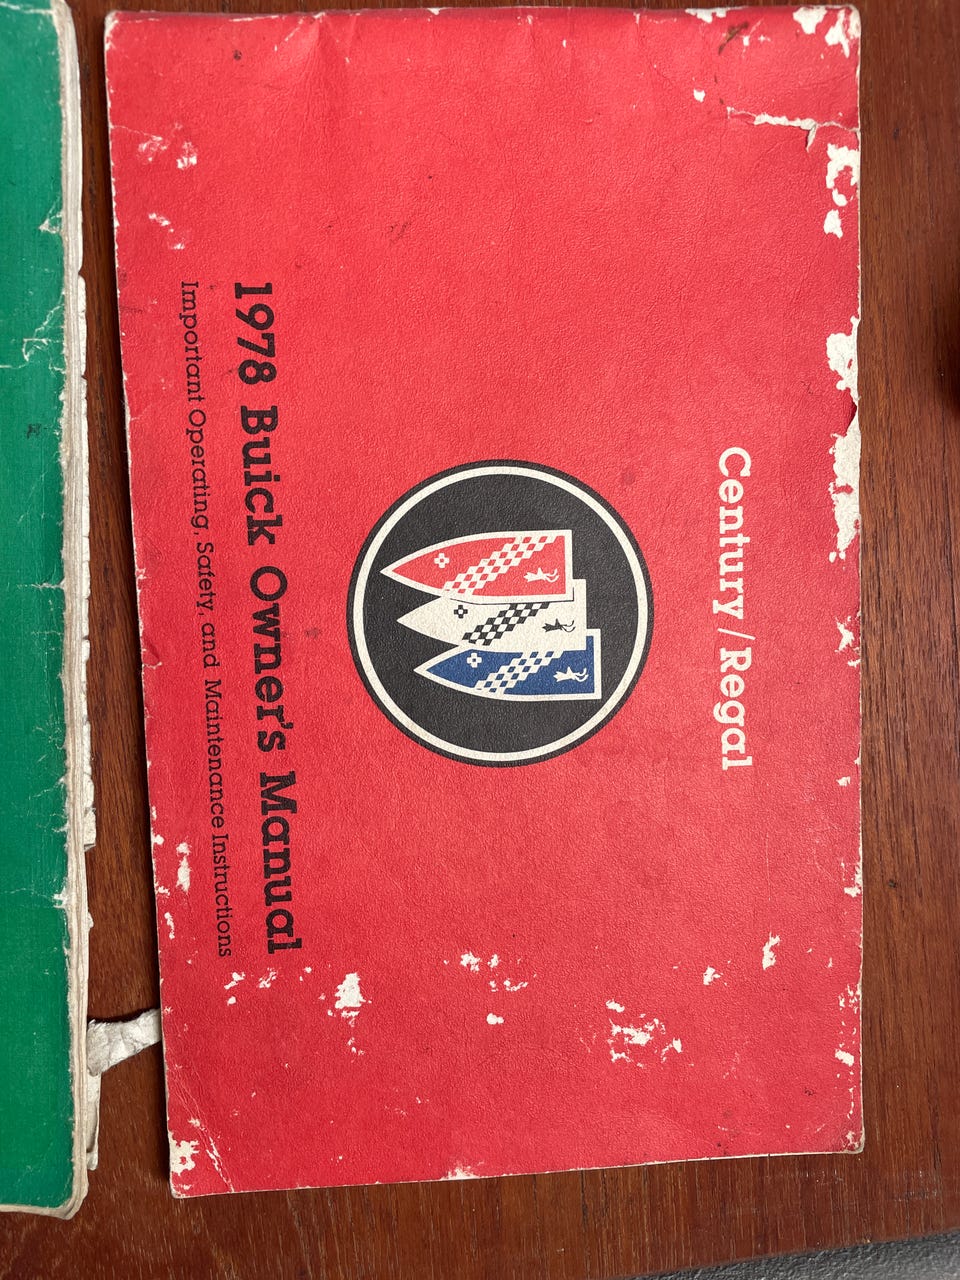 Century/Regal
1978 Buick Owner's Manual
Important Operating, Safety, and Maintenance Instructions